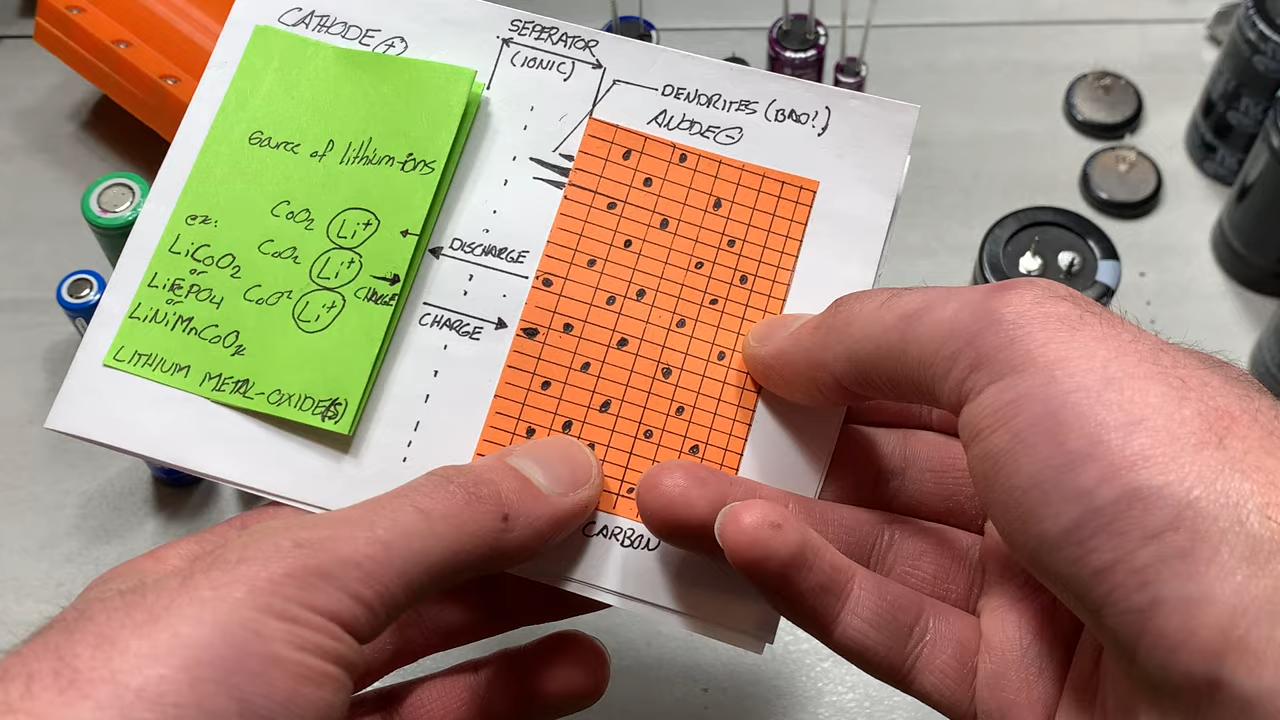 CATHODE (+)
SEPERATOR
(IONIC)
DENDRITES (BAD!)
ANODE (-)
Source of lithium-ions
CoO2 Li+
ex:
CoO2 Li+
LiCoO2
or
CoO2 Li+
LiFePO4
or
LiNiMnCoO2
LITHIUM METAL-OXIDE(S)
CHARGE
DISCHARGE
CHARGE
CARBON